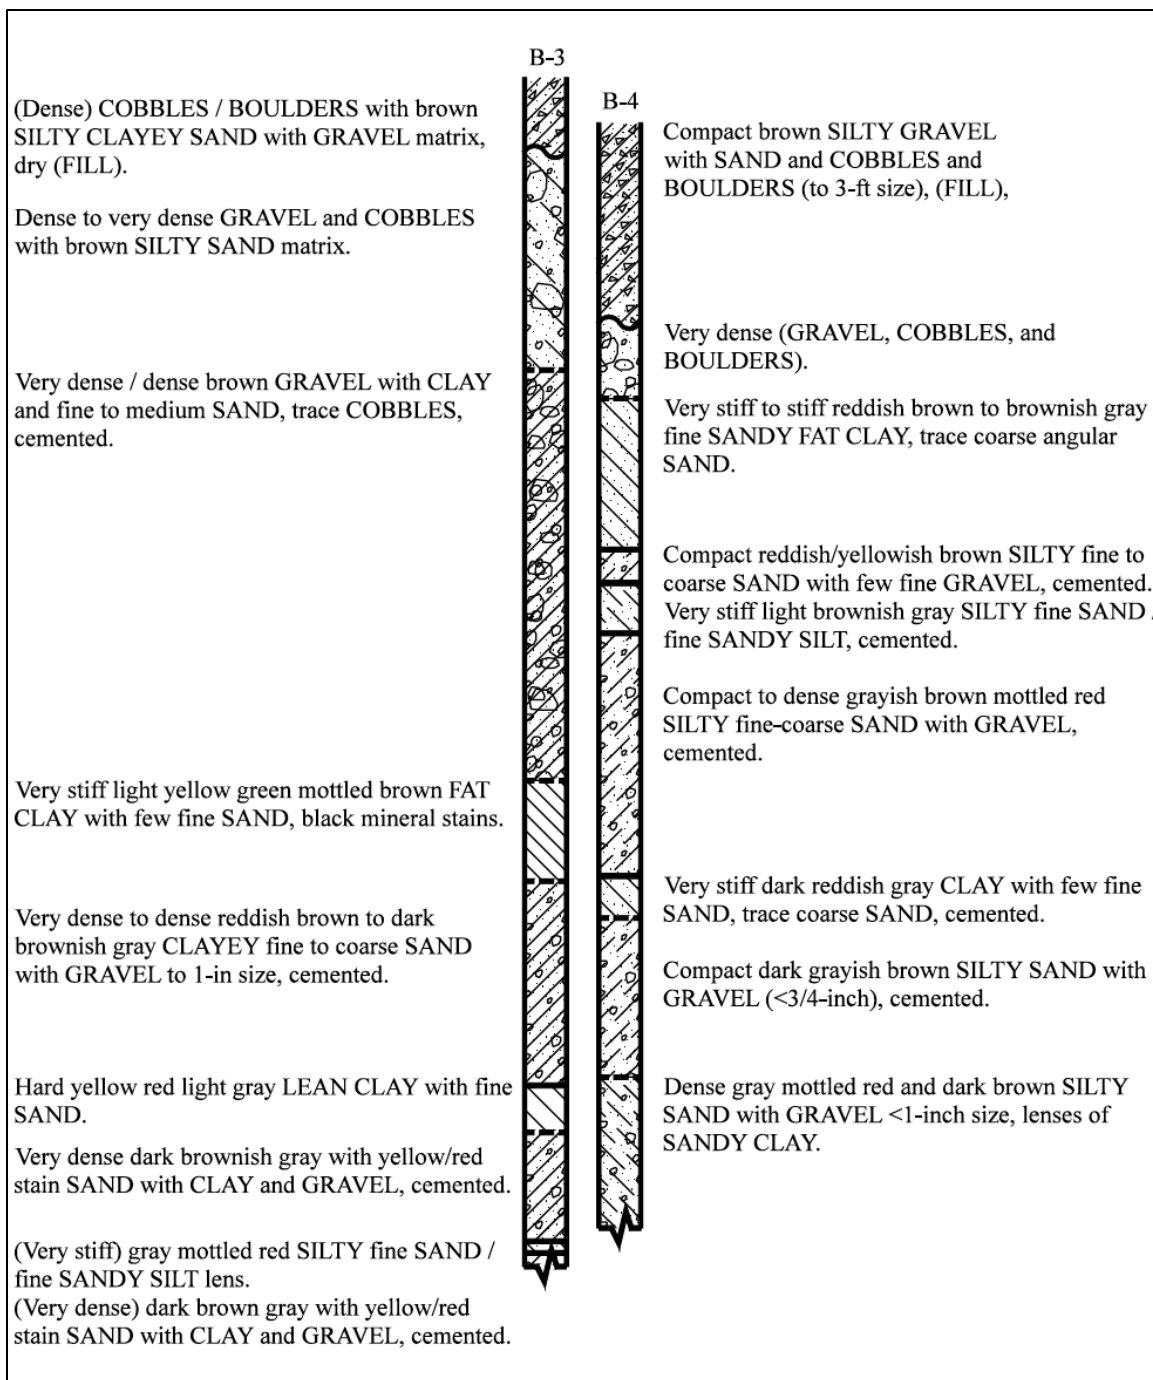 B-3
(Dense) COBBLES / BOULDERS with brown
SILTY CLAYEY SAND with GRAVEL matrix,
dry (FILL).
Dense to very dense GRAVEL and COBBLES
with brown SILTY SAND matrix.
Very dense / dense brown GRAVEL with CLAY
and fine to medium SAND, trace COBBLES,
cemented.
Very stiff light yellow green mottled brown FAT
CLAY with few fine SAND, black mineral stains.
Very dense to dense reddish brown to dark
brownish gray CLAYEY fine to coarse SAND
with GRAVEL to 1-in size, cemented.
Hard yellow red light gray LEAN CLAY with fine
SAND.
Very dense dark brownish gray with yellow/red
stain SAND with CLAY and GRAVEL, cemented.
(Very stiff) gray mottled red SILTY fine SAND /
fine SANDY SILT lens.
(Very dense) dark brown gray with yellow/red
stain SAND with CLAY and GRAVEL, cemented.
B-4
Compact brown SILTY GRAVEL
with SAND and COBBLES and
BOULDERS (to 3-ft size), (FILL),
Very dense (GRAVEL, COBBLES, and
BOULDERS).
Very stiff to stiff reddish brown to brownish gray
fine SANDY FAT CLAY, trace coarse angular
SAND.
Compact reddish/yellowish brown SILTY fine to
coarse SAND with few fine GRAVEL, cemented.
Very stiff light brownish gray SILTY fine SAND /
fine SANDY SILT, cemented.
Compact to dense grayish brown mottled red
SILTY fine-coarse SAND with GRAVEL,
cemented.
Very stiff dark reddish gray CLAY with few fine
SAND, trace coarse SAND, cemented.
Compact dark grayish brown SILTY SAND with
GRAVEL (<3/4-inch), cemented.
Dense gray mottled red and dark brown SILTY
SAND with GRAVEL <1-inch size, lenses of
SANDY CLAY.